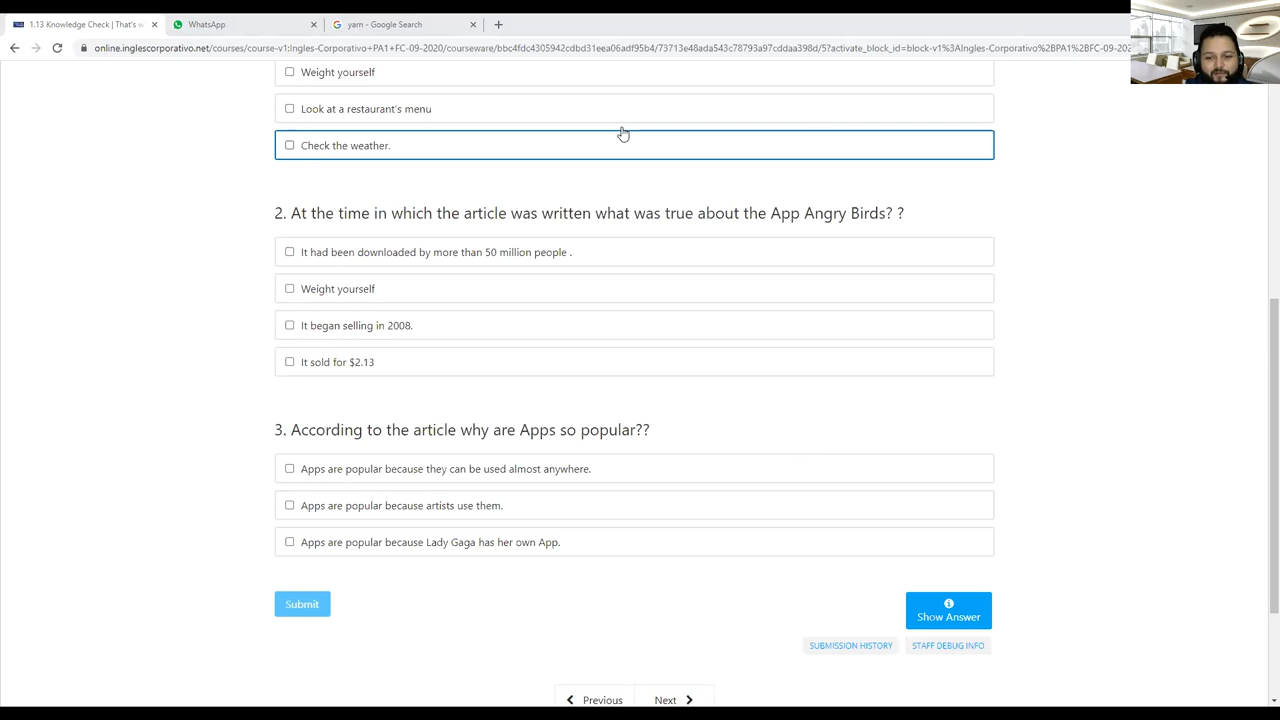 1.13 Knowledge Check | That's w
WhatsApp
yarn - Google Search
online.inglescorporativo.net/courses/course-v1:Ingles-Corporativo+PA1+FC-09-2020/courseware/bbc4fdc4305942cdbd31eea06adf95b4/73713e48ada543c78793a97cddaa398d/5?activate_block_id=block-v1%3AIngles-Corporativo%2BPA1%2BFC-09-202
Weight yourself
Look at a restaurant's menu
Check the weather.
2. At the time in which the article was written what was true about the App Angry Birds? ?
It had been downloaded by more than 50 million people .
Weight yourself
It began selling in 2008.
It sold for $2.13
3. According to the article why are Apps so popular??
Apps are popular because they can be used almost anywhere.
Apps are popular because artists use them.
Apps are popular because Lady Gaga has her own App.
Submit
Show Answer
SUBMISSION HISTORY
STAFF DEBUG INFO
Previous
Next